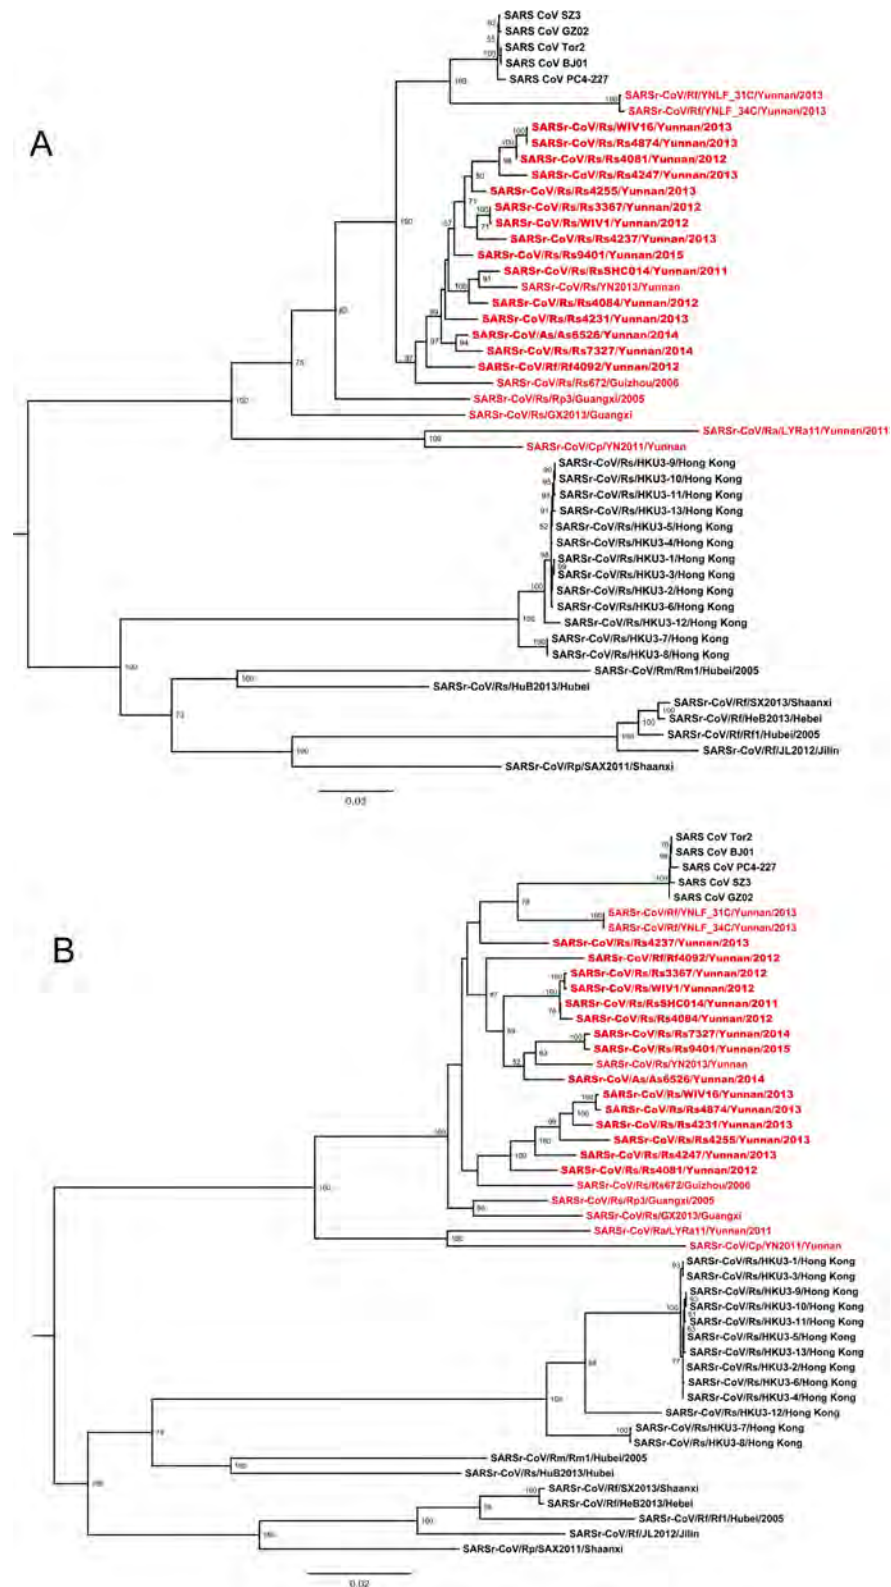 A
SARS CoV SZ3
SARS CoV GZ02
SARS CoV Tor2
SARS CoV BJ01
SARS CoV PC4-227
SARSr-CoV/Rf/YNLF_31C/Yunnan/2013
SARSr-CoV/Rf/YNLF_34C/Yunnan/2013
SARSr-CoV/Rs/WIV16/Yunnan/2013
SARSr-CoV/Rs/Rs4874/Yunnan/2013
SARSr-CoV/Rs/Rs4081/Yunnan/2012
SARSr-CoV/Rs/Rs4247/Yunnan/2013
SARSr-CoV/Rs/Rs4255/Yunnan/2013
SARSr-CoV/Rs/Rs3367/Yunnan/2012
SARSr-CoV/Rs/WIV1/Yunnan/2012
SARSr-CoV/Rs/Rs4237/Yunnan/2013
SARSr-CoV/Rs/Rs9401/Yunnan/2015
SARSr-CoV/Rs/RsSHC014/Yunnan/2011
SARSr-CoV/Rs/YN2013/Yunnan
SARSr-CoV/Rs/Rs4084/Yunnan/2012
SARSr-CoV/Rs/Rs4231/Yunnan/2013
SARSr-CoV/As/As6526/Yunnan/2014
SARSr-CoV/Rs/Rs7327/Yunnan/2014
SARSr-CoV/Rf/Rf4092/Yunnan/2012
SARSr-CoV/Rs/Rs672/Guizhou/2006
SARSr-CoV/Rs/Rp3/Guangxi/2005
SARSr-CoV/Rs/GX2013/Guangxi
SARSr-CoV/Ra/LYRa11/Yunnan/2011
SARSr-CoV/Cp/YN2011/Yunnan
SARSr-CoV/Rs/HKU3-9/Hong Kong
SARSr-CoV/Rs/HKU3-10/Hong Kong
SARSr-CoV/Rs/HKU3-11/Hong Kong
SARSr-CoV/Rs/HKU3-13/Hong Kong
SARSr-CoV/Rs/HKU3-5/Hong Kong
SARSr-CoV/Rs/HKU3-4/Hong Kong
SARSr-CoV/Rs/HKU3-1/Hong Kong
SARSr-CoV/Rs/HKU3-3/Hong Kong
SARSr-CoV/Rs/HKU3-2/Hong Kong
SARSr-CoV/Rs/HKU3-6/Hong Kong
SARSr-CoV/Rs/HKU3-12/Hong Kong
SARSr-CoV/Rs/HKU3-7/Hong Kong
SARSr-CoV/Rs/HKU3-8/Hong Kong
SARSr-CoV/Rm/Rm1/Hubei/2005
SARSr-CoV/Rs/HuB2013/Hubei
SARSr-CoV/Rf/SX2013/Shaanxi
SARSr-CoV/Rf/HeB2013/Hebei
SARSr-CoV/Rf/Rf1/Hubei/2005
SARSr-CoV/Rf/JL2012/Jilin
SARSr-CoV/Rp/SAX2011/Shaanxi
B
SARS CoV Tor2
SARS CoV BJ01
SARS CoV PC4-227
SARS CoV SZ3
SARS CoV GZ02
SARSr-CoV/Rf/YNLF_31C/Yunnan/2013
SARSr-CoV/Rf/YNLF_34C/Yunnan/2013
SARSr-CoV/Rs/Rs4237/Yunnan/2013
SARSr-CoV/Rf/Rf4092/Yunnan/2012
SARSr-CoV/Rs/Rs3367/Yunnan/2012
SARSr-CoV/Rs/WIV1/Yunnan/2012
SARSr-CoV/Rs/RsSHC014/Yunnan/2011
SARSr-CoV/Rs/Rs4084/Yunnan/2012
SARSr-CoV/Rs/Rs7327/Yunnan/2014
SARSr-CoV/Rs/Rs9401/Yunnan/2015
SARSr-CoV/Rs/YN2013/Yunnan
SARSr-CoV/As/As6526/Yunnan/2014
SARSr-CoV/Rs/WIV16/Yunnan/2013
SARSr-CoV/Rs/Rs4874/Yunnan/2013
SARSr-CoV/Rs/Rs4231/Yunnan/2013
SARSr-CoV/Rs/Rs4255/Yunnan/2013
SARSr-CoV/Rs/Rs4247/Yunnan/2013
SARSr-CoV/Rs/Rs4081/Yunnan/2012
SARSr-CoV/Rs/Rs672/Guizhou/2006
SARSr-CoV/Rs/Rp3/Guangxi/2005
SARSr-CoV/Rs/GX2013/Guangxi
SARSr-CoV/Ra/LYRa11/Yunnan/2011
SARSr-CoV/Cp/YN2011/Yunnan
SARSr-CoV/Rs/HKU3-1/Hong Kong
SARSr-CoV/Rs/HKU3-3/Hong Kong
SARSr-CoV/Rs/HKU3-9/Hong Kong
SARSr-CoV/Rs/HKU3-10/Hong Kong
SARSr-CoV/Rs/HKU3-11/Hong Kong
SARSr-CoV/Rs/HKU3-5/Hong Kong
SARSr-CoV/Rs/HKU3-13/Hong Kong
SARSr-CoV/Rs/HKU3-2/Hong Kong
SARSr-CoV/Rs/HKU3-6/Hong Kong
SARSr-CoV/Rs/HKU3-4/Hong Kong
SARSr-CoV/Rs/HKU3-12/Hong Kong
SARSr-CoV/Rs/HKU3-7/Hong Kong
SARSr-CoV/Rs/HKU3-8/Hong Kong
SARSr-CoV/Rm/Rm1/Hubei/2005
SARSr-CoV/Rs/HuB2013/Hubei
SARSr-CoV/Rf/SX2013/Shaanxi
SARSr-CoV/Rf/HeB2013/Hebei
SARSr-CoV/Rf/Rf1/Hubei/2005
SARSr-CoV/Rf/JL2012/Jilin
SARSr-CoV/Rp/SAX2011/Shaanxi
0.02